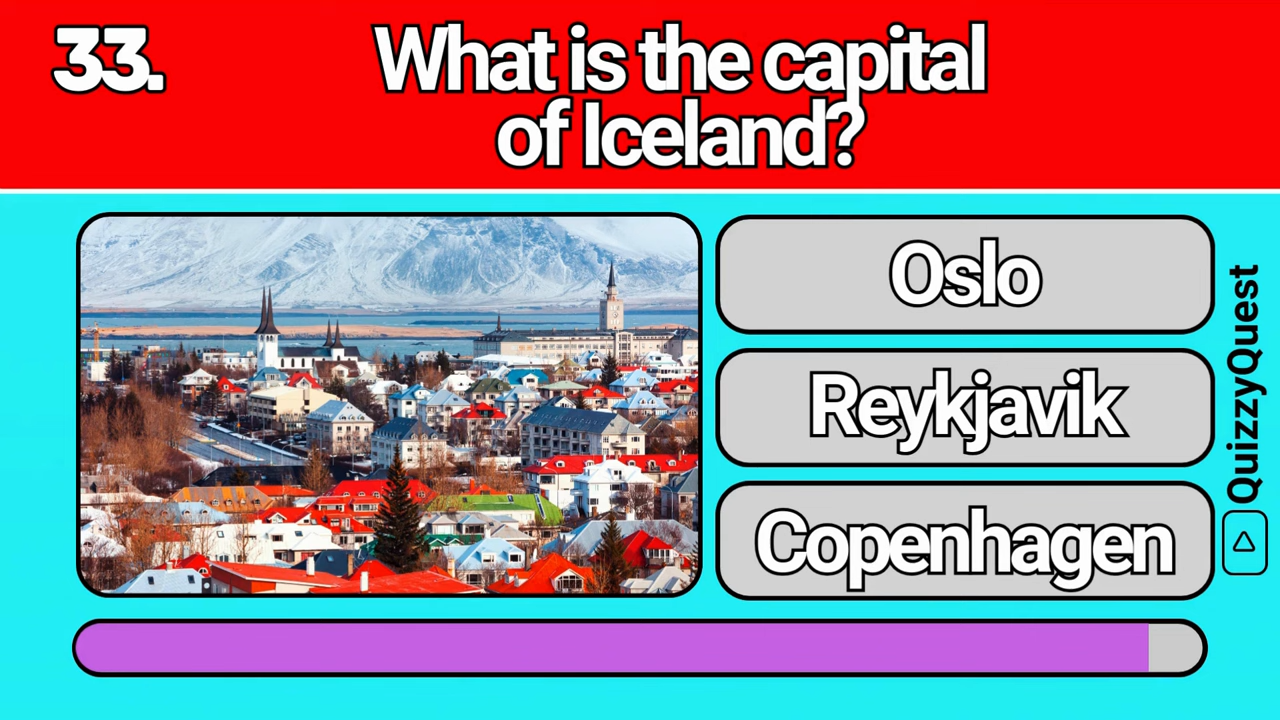 33.
What is the capital
of Iceland?
Oslo
Reykjavik
Copenhagen
QuizzyQuest